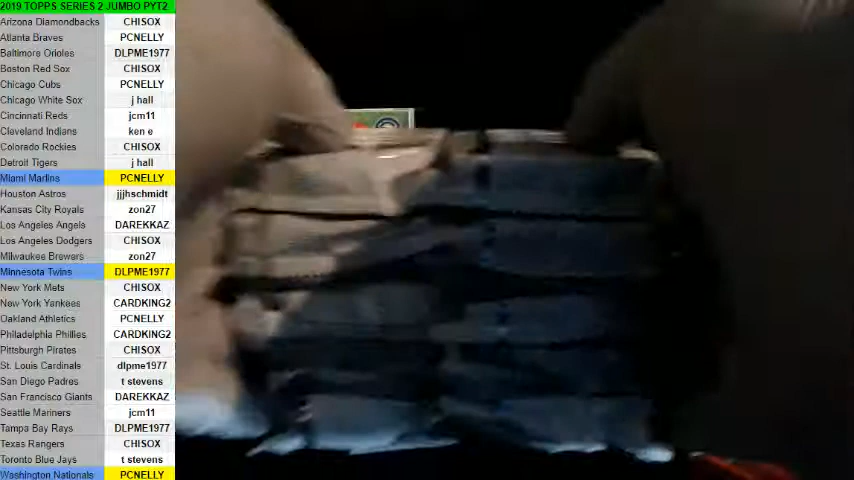 2019 TOPPS SERIES 2 JUMBO PYT2
Arizona Diamondbacks CHISOX
Atlanta Braves PCNELLY
Baltimore Orioles DLPME1977
Boston Red Sox CHISOX
Chicago Cubs PCNELLY
Chicago White Sox j hall
Cincinnati Reds jcm11
Cleveland Indians ken e
Colorado Rockies CHISOX
Detroit Tigers j hall
Miami Marlins PCNELLY
Houston Astros jjjhschmidt
Kansas City Royals zon27
Los Angeles Angels DAREKKAZ
Los Angeles Dodgers CHISOX
Milwaukee Brewers zon27
Minnesota Twins DLPME1977
New York Mets CHISOX
New York Yankees CARDKING2
Oakland Athletics PCNELLY
Philadelphia Phillies CARDKING2
Pittsburgh Pirates CHISOX
St. Louis Cardinals dlpme1977
San Diego Padres t stevens
San Francisco Giants DAREKKAZ
Seattle Mariners jcm11
Tampa Bay Rays DLPME1977
Texas Rangers CHISOX
Toronto Blue Jays t stevens
Washington Nationals PCNELLY